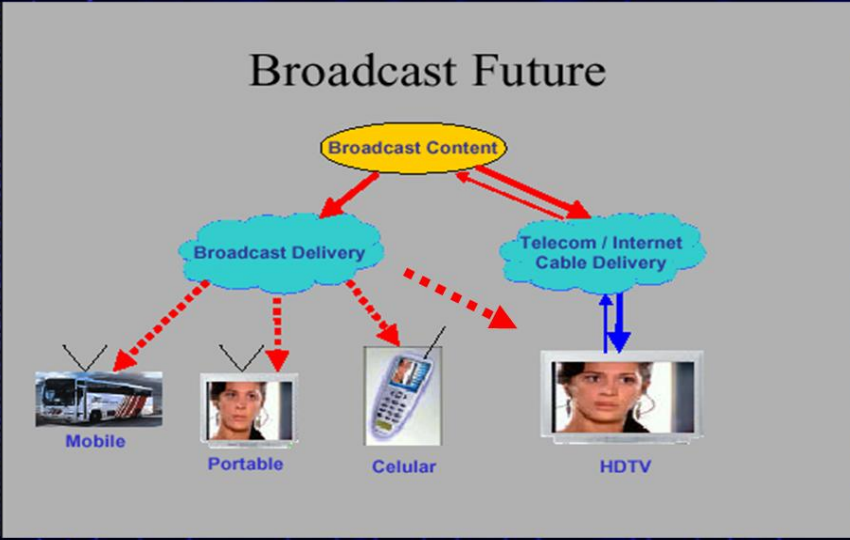 Broadcast Future
Broadcast Content
Broadcast Delivery
Telecom / Internet
Cable Delivery
Mobile
Portable
Celular
HDTV